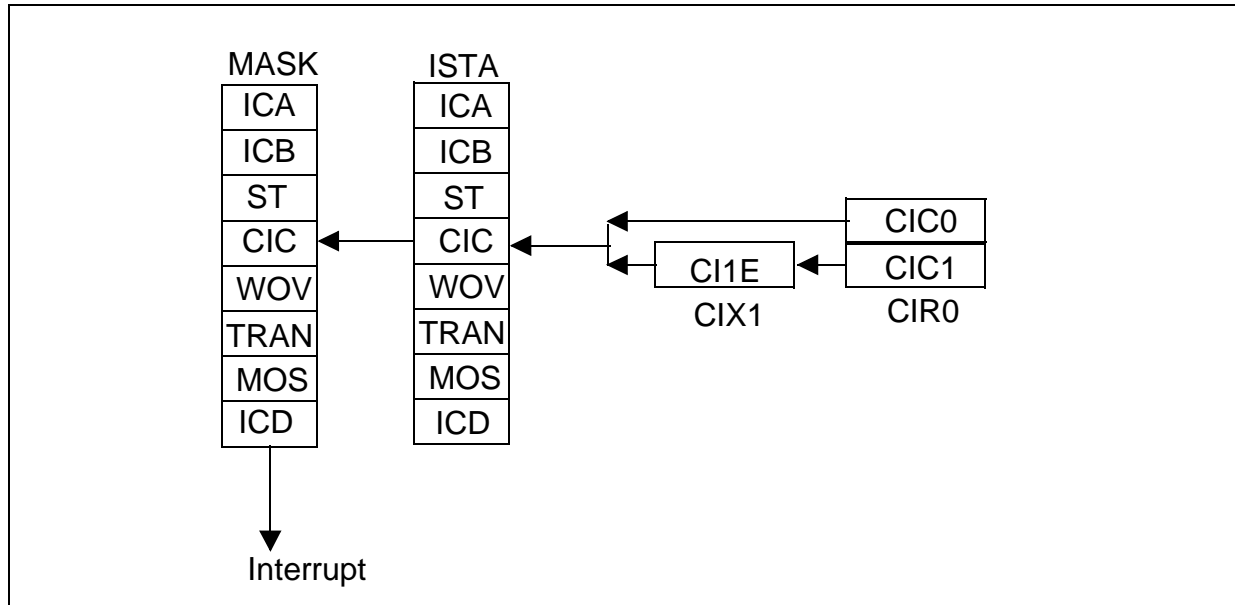 MASK
ICA
ICB
ST
CIC
WOV
TRAN
MOS
ICD
Interrupt
ISTA
ICA
ICB
ST
CIC
WOV
TRAN
MOS
ICD
CI1E
CIX1
CIC0
CIC1
CIR0